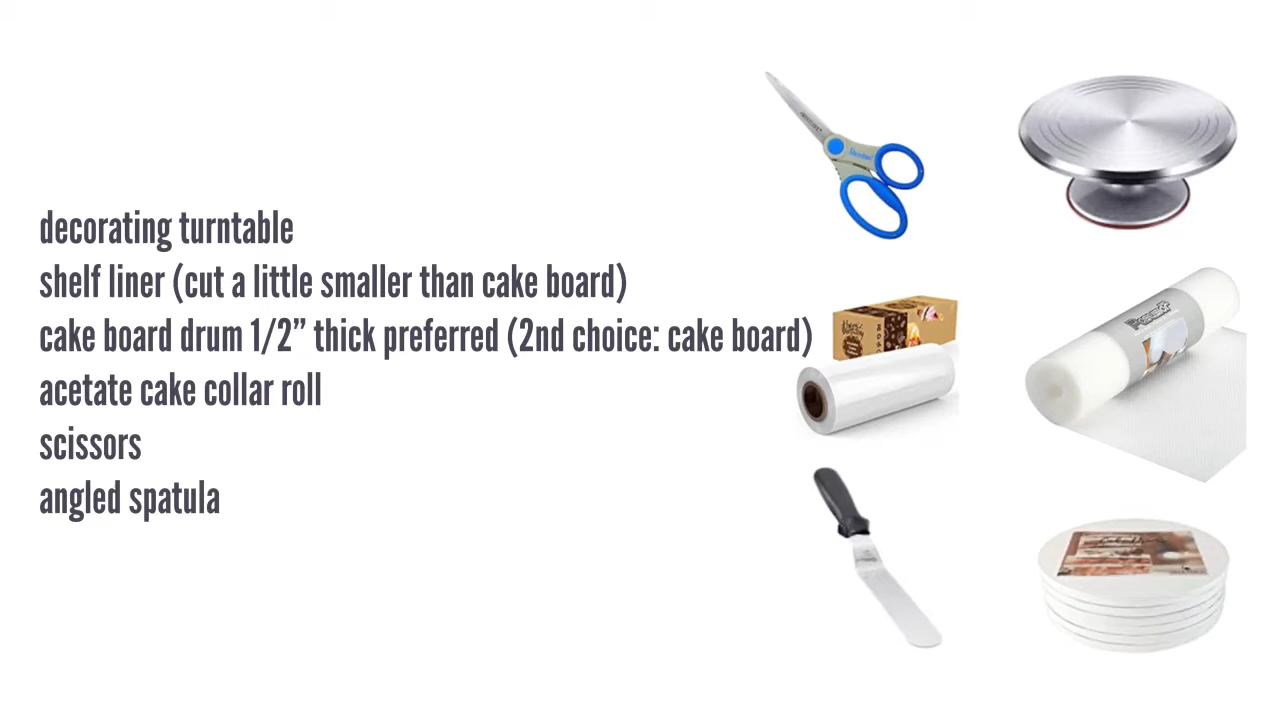 decorating turntable
shelf liner (cut a little smaller than cake board)
cake board drum 1/2” thick preferred (2nd choice: cake board)
acetate cake collar roll
scissors
angled spatula